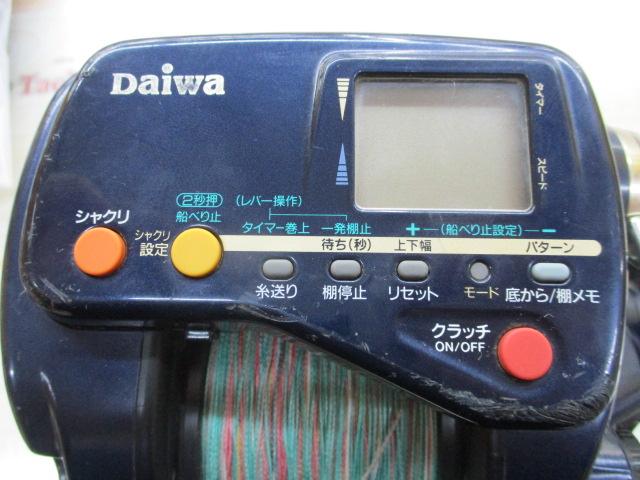 Daiwa
タイマー
スピード
2秒押 (レバー操作)
シャクリ
シャクリ設定
船べり止
タイマー巻上
一発棚止
+ (船べり止設定) −
待ち(秒)
上下幅
パターン
糸送り
棚停止
リセット
モード
底から/棚メモ
クラッチ
ON/OFF